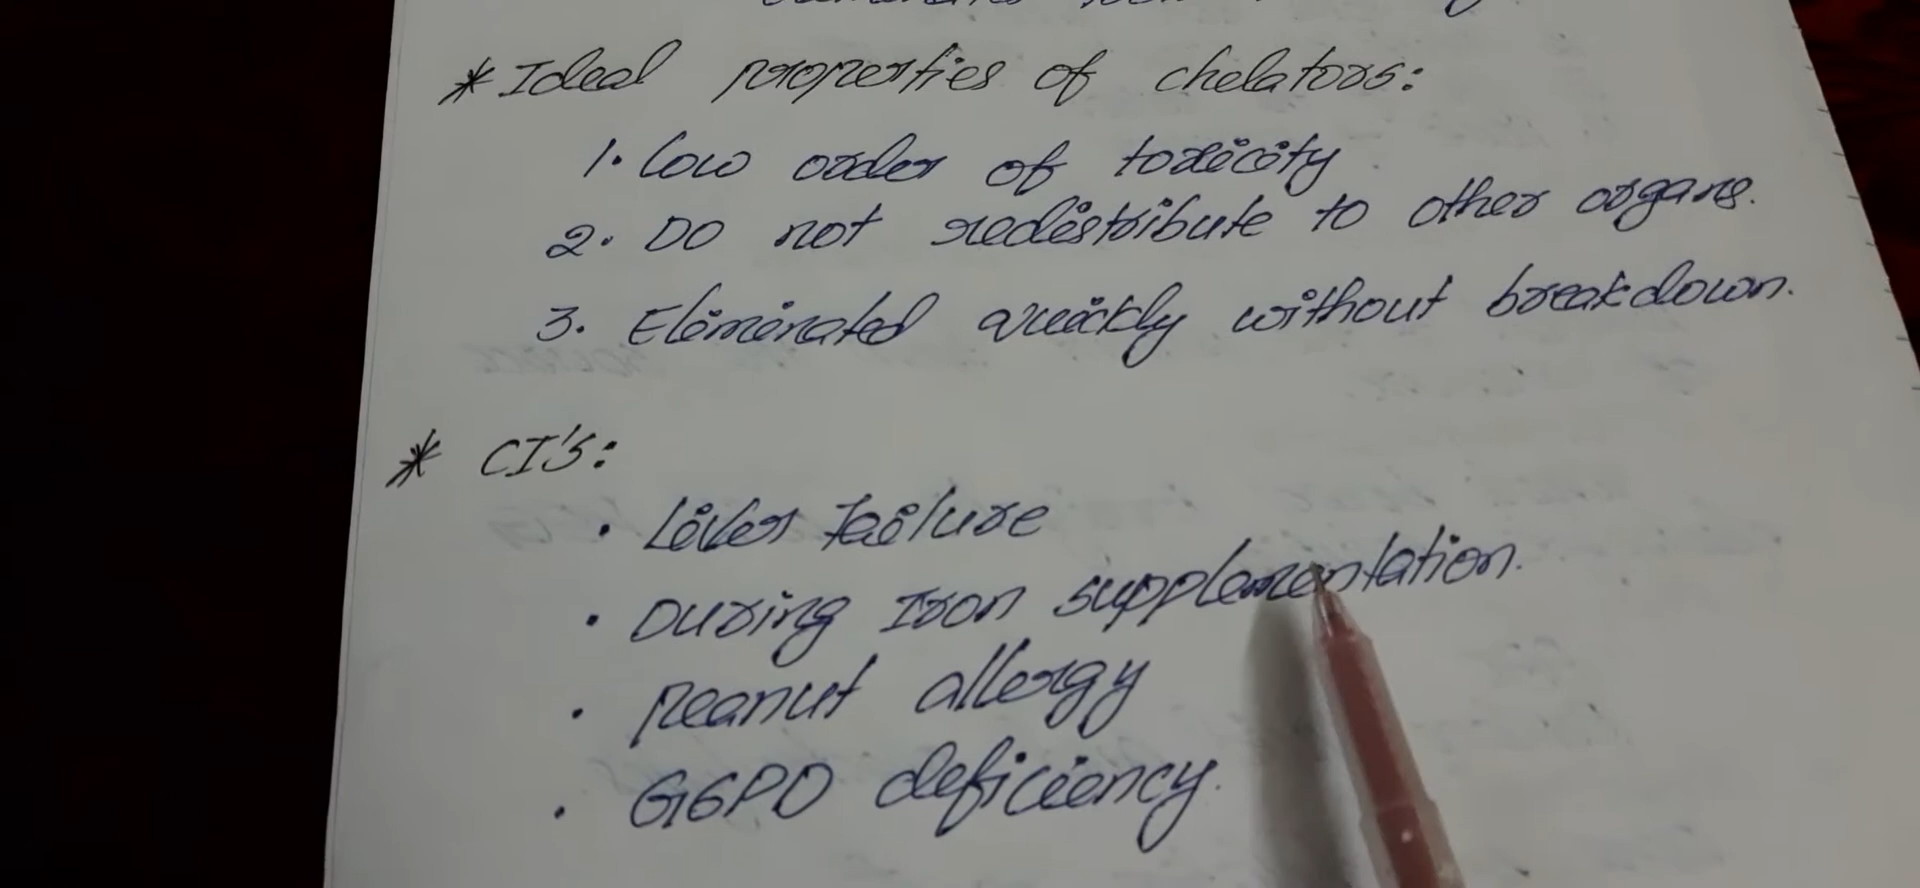 * Ideal properties of chelators:
1. Low order of toxicity
2. Do not redistribute to other organs.
3. Eliminated quickly without breakdown.
* CI's:
• Liver failure
• During Iron supplementation.
• Peanut allergy
• G6PD deficiency.